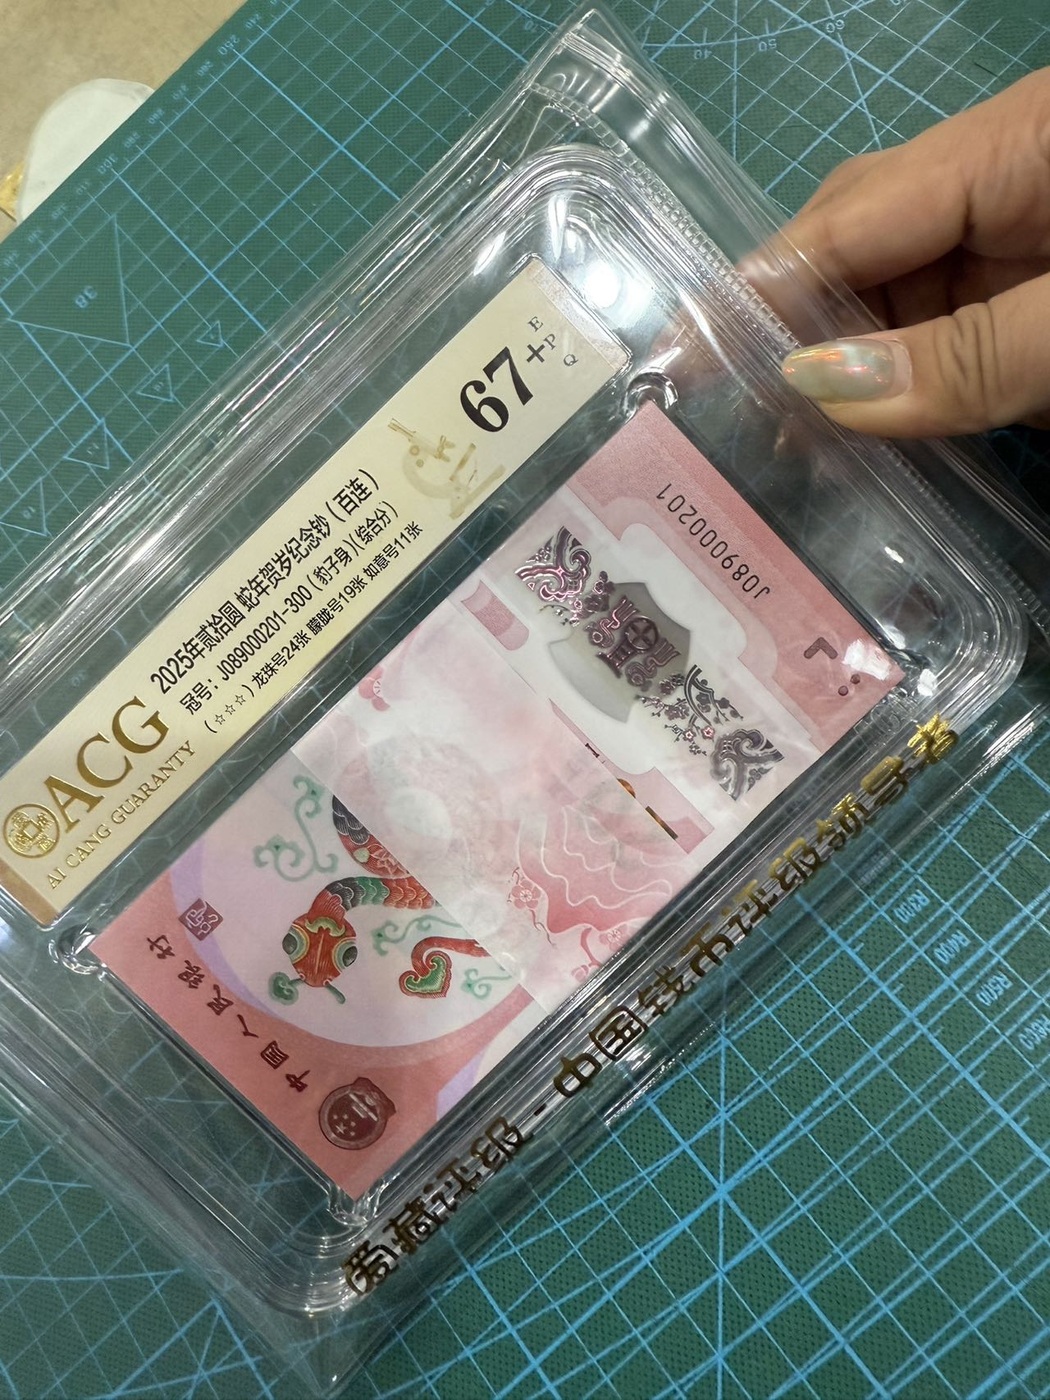 ACG
AI CANG GUARANTY
2025年贰拾圆 蛇年贺岁纪念钞（百连）
冠号：J089000201-300（豹子身）(综合分)
（☆☆☆）龙珠号24张 朦胧号19张 如意号11张
67+
EPQ
J089000201
中国人民银行
爱藏评级·中国钱币评级领导者